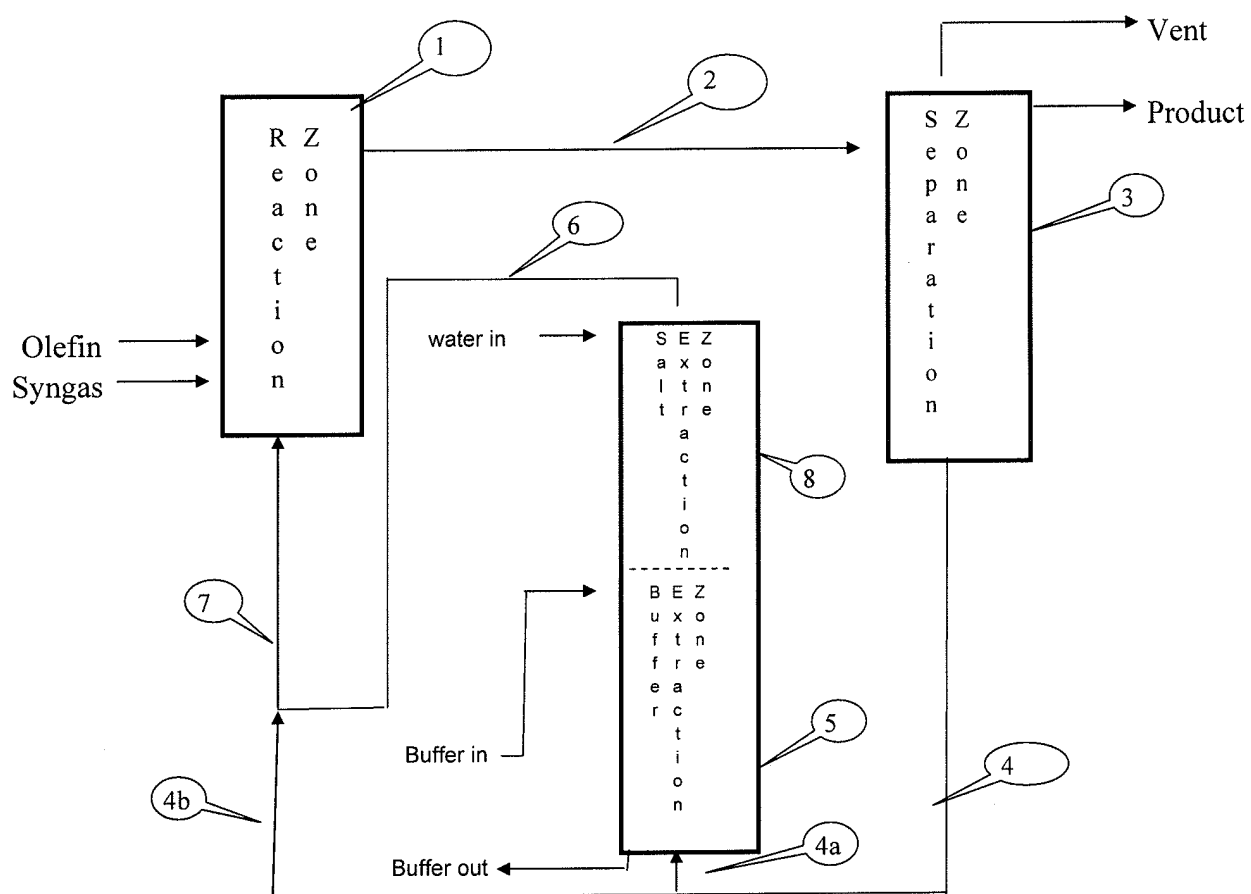 Vent
1
2
Product
Reaction
Zone
Separation
Zone
3
6
Olefin
water in
Salt
Extraction
Zone
Syngas
8
7
Buffer
Extraction
Zone
5
Buffer in
4
4b
4a
Buffer out